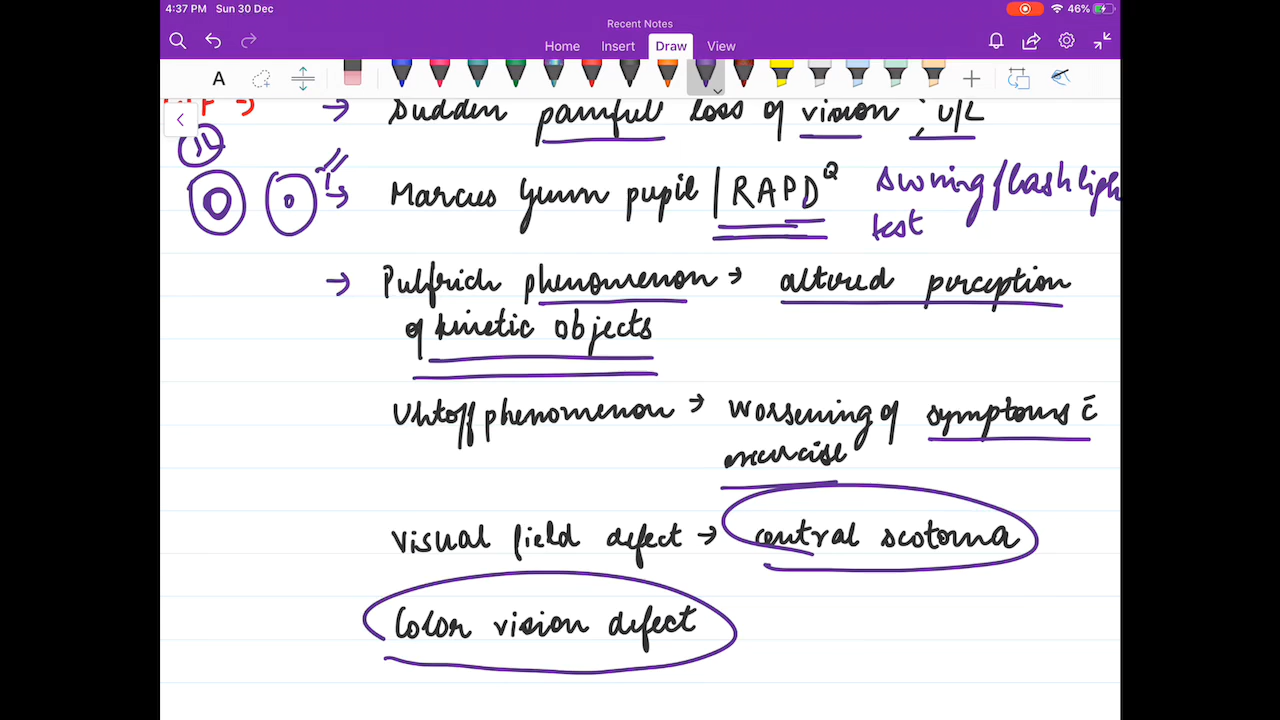 4:37 PM Sun 30 Dec
46%
Recent Notes
Home Insert Draw View
A
→ Sudden painful loss of vision ; U/L
→ Marcus Gunn pupil | RAPD Q swing flash ligh
test
→ Pulfrich phenomenon → altered perception
of kinetic objects
Uhtoff phenomenon → Worsening of symptoms c̄
exercise
Visual field defect → central scotoma
Color vision defect